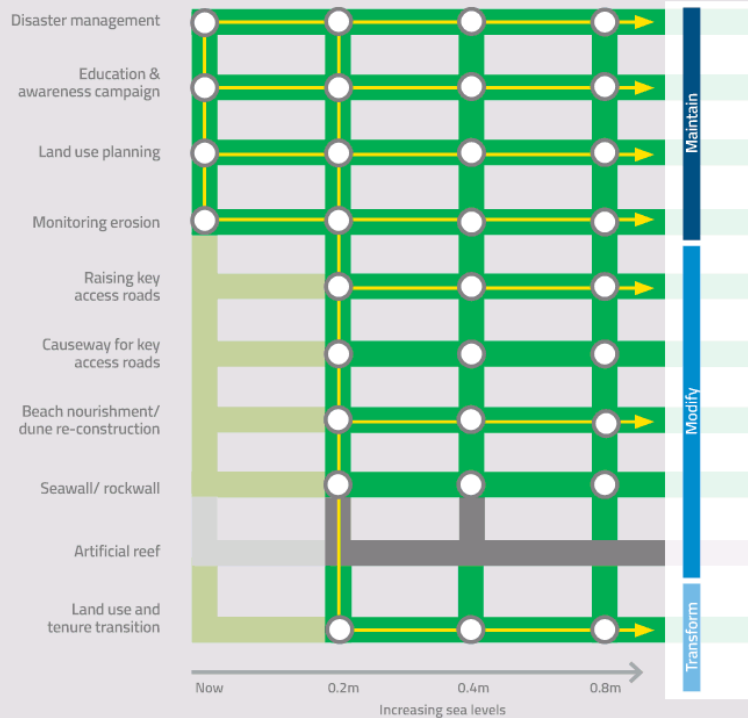 Disaster management
Education &
awareness campaign
Land use planning
Monitoring erosion
Maintain
Raising key
access roads
Causeway for key
access roads
Beach nourishment/
dune re-construction
Seawall/ rockwall
Artificial reef
Modify
Land use and
tenure transition
Transform
Now
0.2m
0.4m
0.8m
Increasing sea levels